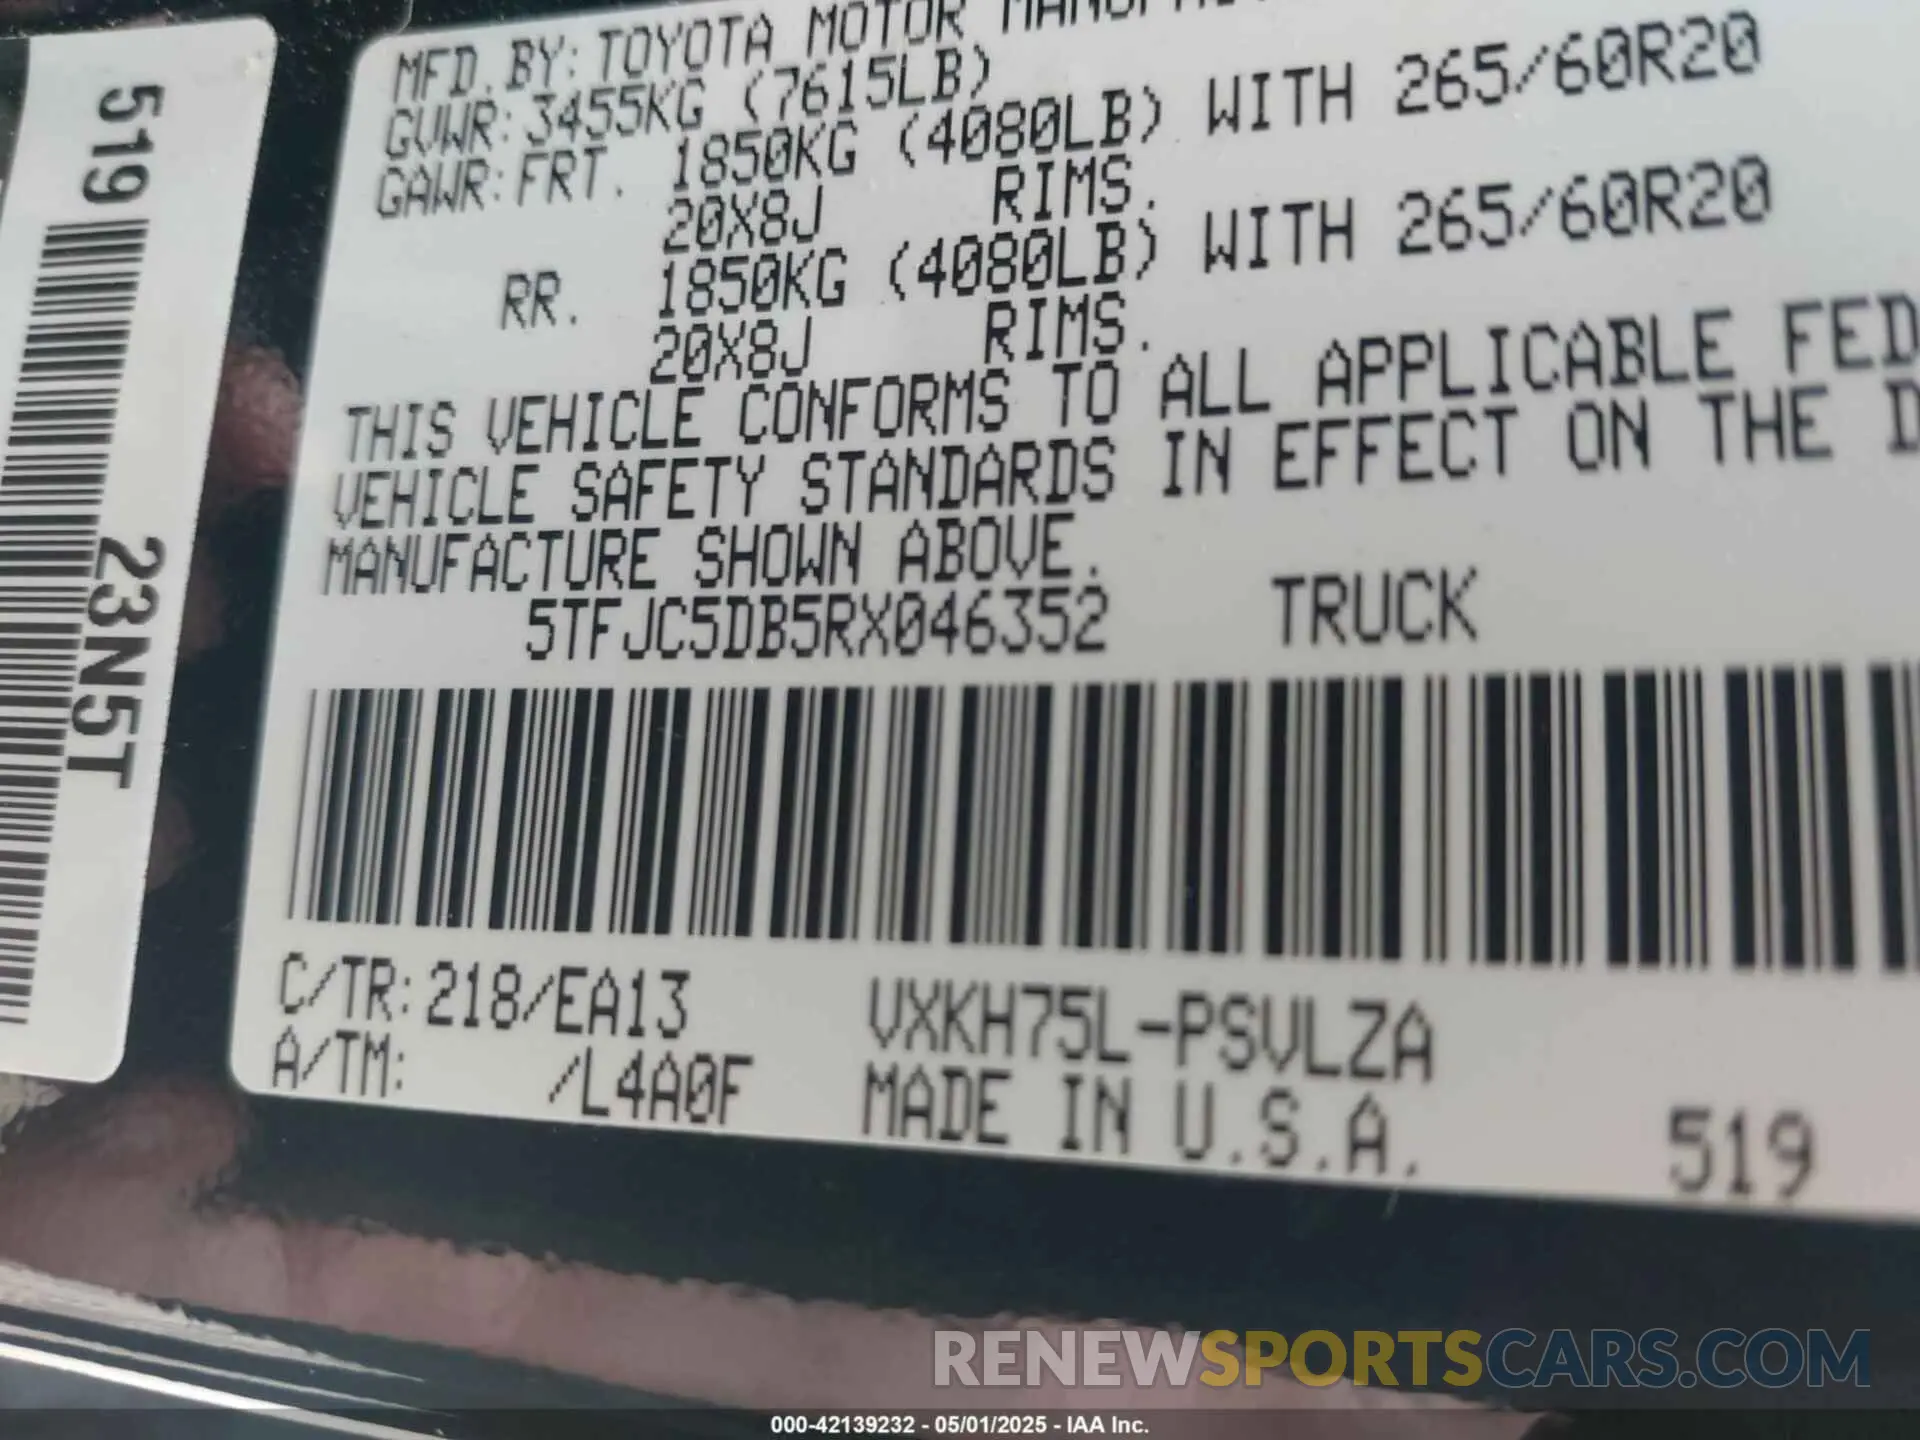 519
23N5T
MFD. BY: TOYOTA MOTOR
GVWR: 3455KG (7615LB)
GAWR: FRT. 1850KG (4080LB) WITH 265/60R20
20X8J RIMS.
RR. 1850KG (4080LB) WITH 265/60R20
20X8J RIMS.
THIS VEHICLE CONFORMS TO ALL APPLICABLE FED
VEHICLE SAFETY STANDARDS IN EFFECT ON THE D
MANUFACTURE SHOWN ABOVE.
5TFJC5DB5RX046352 TRUCK
C/TR: 218/EA13 VXKH75L-PSVLZA
A/TM: /L4A0F MADE IN U.S.A. 519
RENEWSPORTSCARS.COM
000-42139232 - 05/01/2025 - IAA Inc.